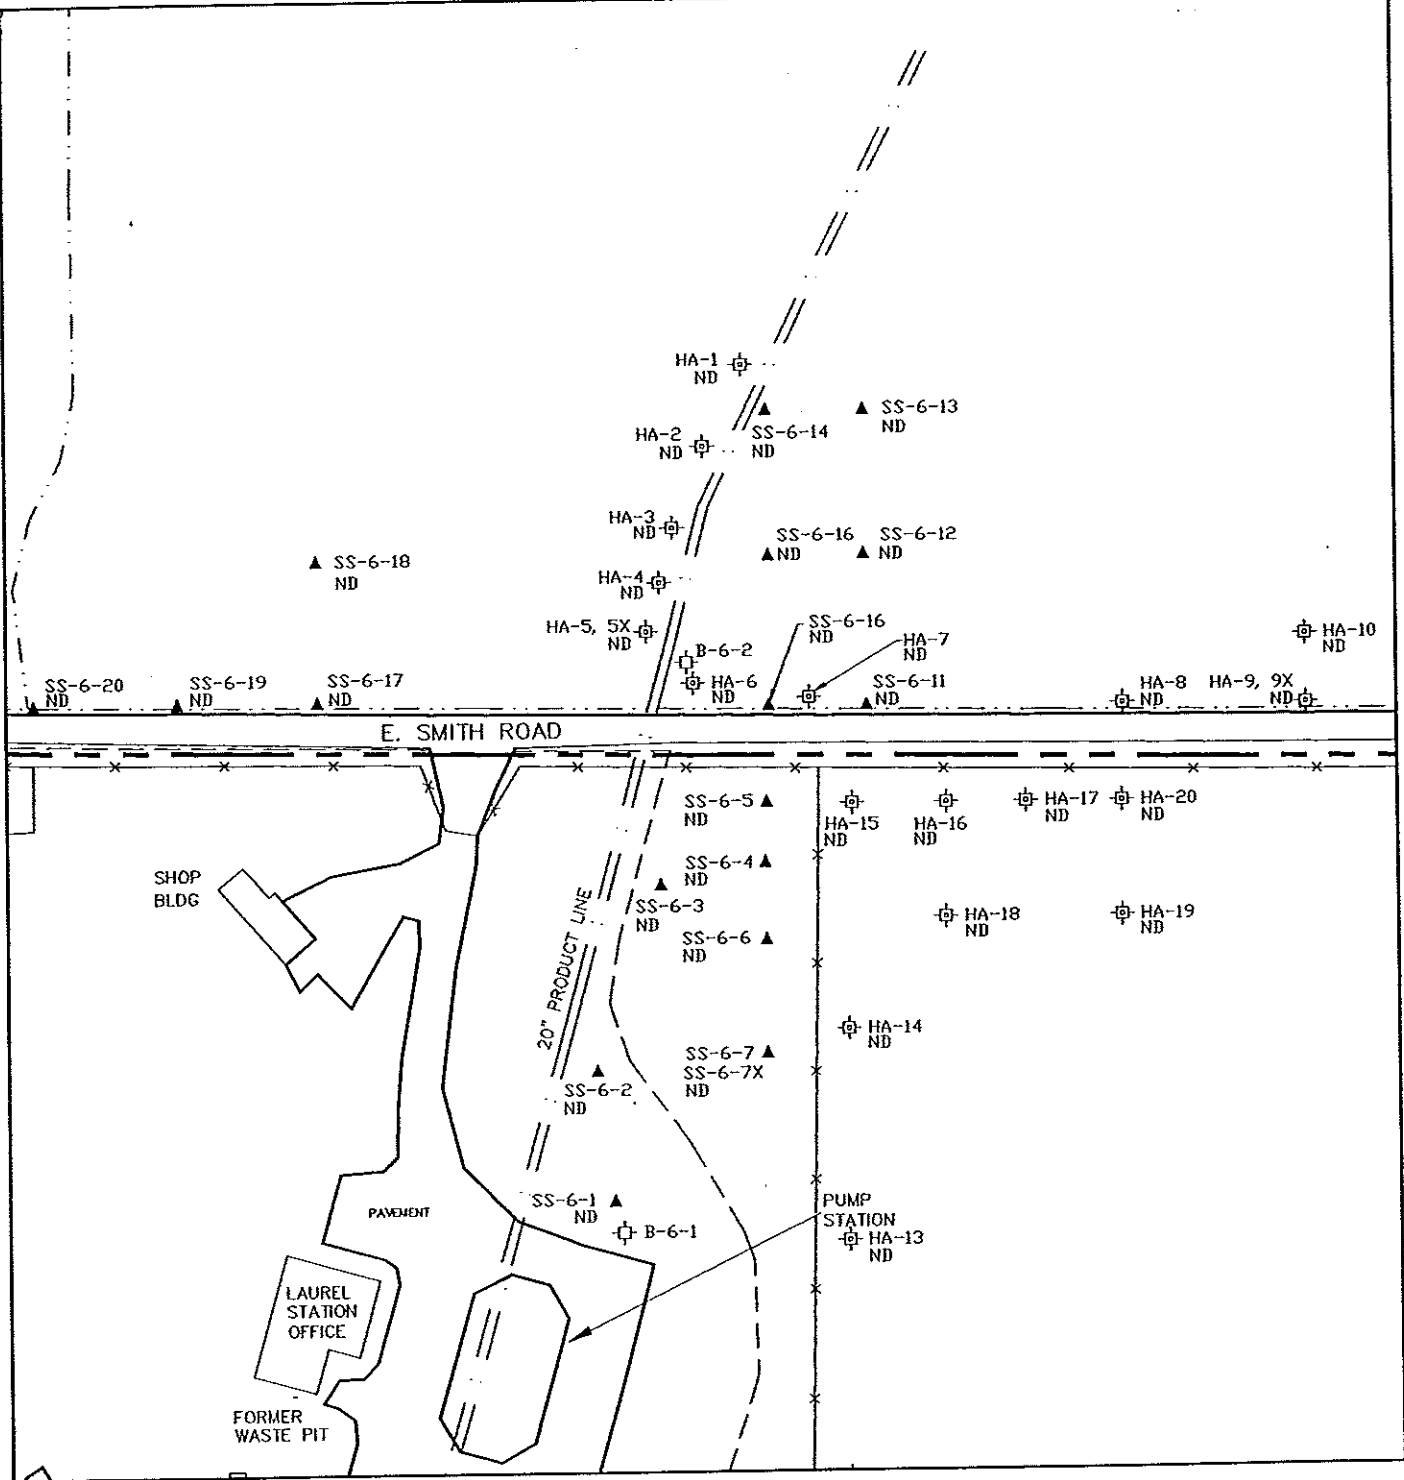 HA-1
ND
SS-6-13
ND
HA-2
ND
SS-6-14
ND
HA-3
ND
SS-6-16
ND
SS-6-12
ND
SS-6-18
ND
HA-4
ND
HA-5, 5X
ND
SS-6-16
ND
HA-7
ND
HA-10
ND
B-6-2
HA-6
ND
SS-6-20
ND
SS-6-19
ND
SS-6-17
ND
SS-6-11
ND
HA-8
ND
HA-9, 9X
ND
E. SMITH ROAD
SS-6-5
ND
HA-15
ND
HA-16
ND
HA-17
ND
HA-20
ND
SS-6-4
ND
SHOP
BLDG
SS-6-3
ND
HA-18
ND
HA-19
ND
SS-6-6
ND
20" PRODUCT LINE
HA-14
ND
SS-6-7
SS-6-7X
ND
SS-6-2
ND
SS-6-1
ND
B-6-1
PAVEMENT
PUMP
STATION
HA-13
ND
LAUREL
STATION
OFFICE
FORMER
WASTE PIT